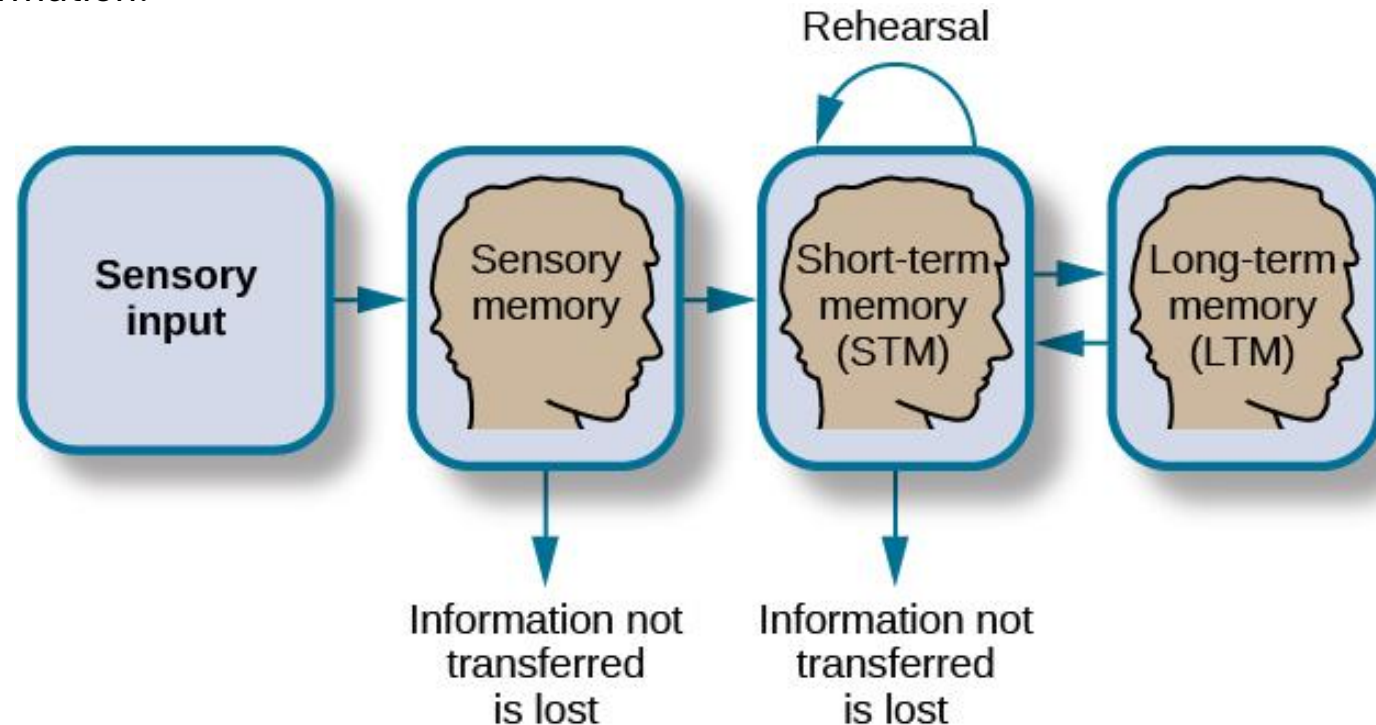 Rehearsal
Sensory
input
Sensory
memory
Short-term
memory
(STM)
Long-term
memory
(LTM)
Information not
transferred
is lost
Information not
transferred
is lost